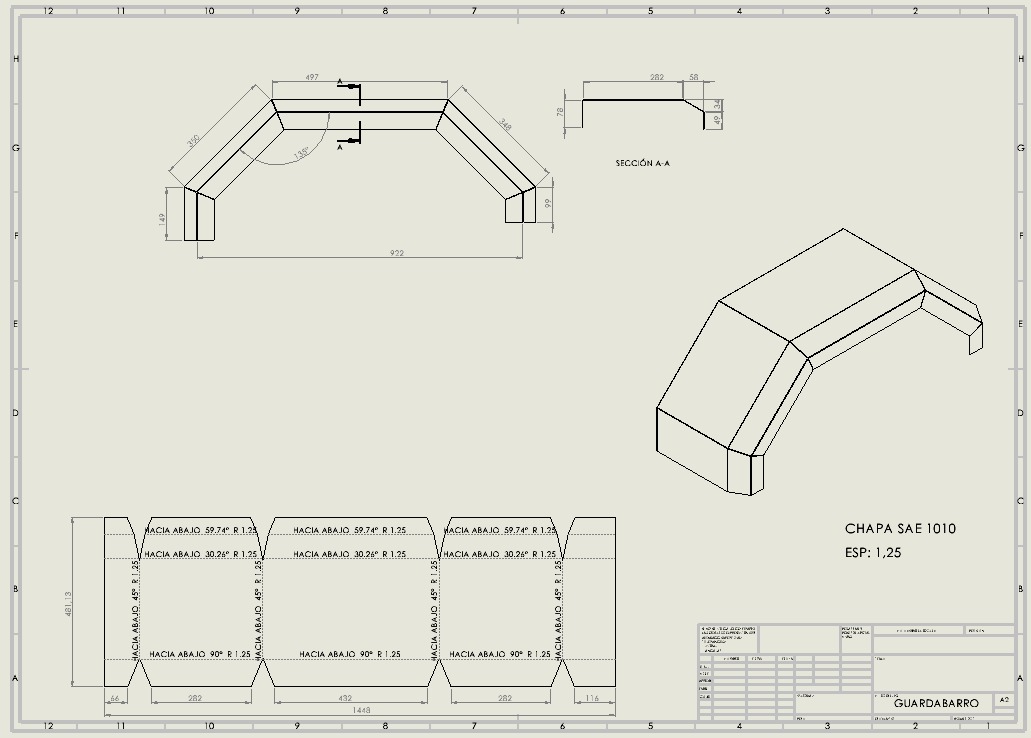 12 11 10 9 8 7 6 5 4 3 2 1
H H
G G
F F
E E
D D
C C
B B
A A
497
A
A
350
348
135°
149
99
922
282 58
78
34
49
SECCIÓN A-A
CHAPA SAE 1010
ESP: 1,25
HACIA ABAJO 59.74° R 1.25 HACIA ABAJO 59.74° R 1.25 HACIA ABAJO 59.74° R 1.25
HACIA ABAJO 30.26° R 1.25 HACIA ABAJO 30.26° R 1.25 HACIA ABAJO 30.26° R 1.25
HACIA ABAJO 45° R 1.25
HACIA ABAJO 45° R 1.25
HACIA ABAJO 45° R 1.25
HACIA ABAJO 45° R 1.25
HACIA ABAJO 90° R 1.25 HACIA ABAJO 90° R 1.25 HACIA ABAJO 90° R 1.25
481,13
66 282 432 282 116
1448
GUARDABARRO
A2
12 11 10 9 8 7 6 5 4 3 2 1